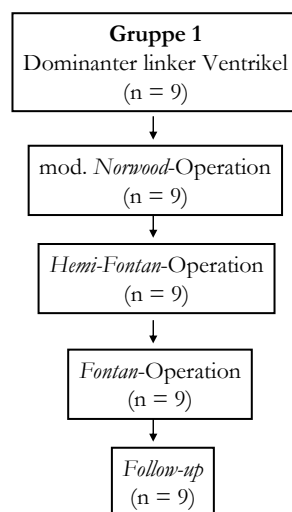 Gruppe 1
Dominanter linker Ventrikel
(n = 9)
mod. Norwood-Operation
(n = 9)
Hemi-Fontan-Operation
(n = 9)
Fontan-Operation
(n = 9)
Follow-up
(n = 9)